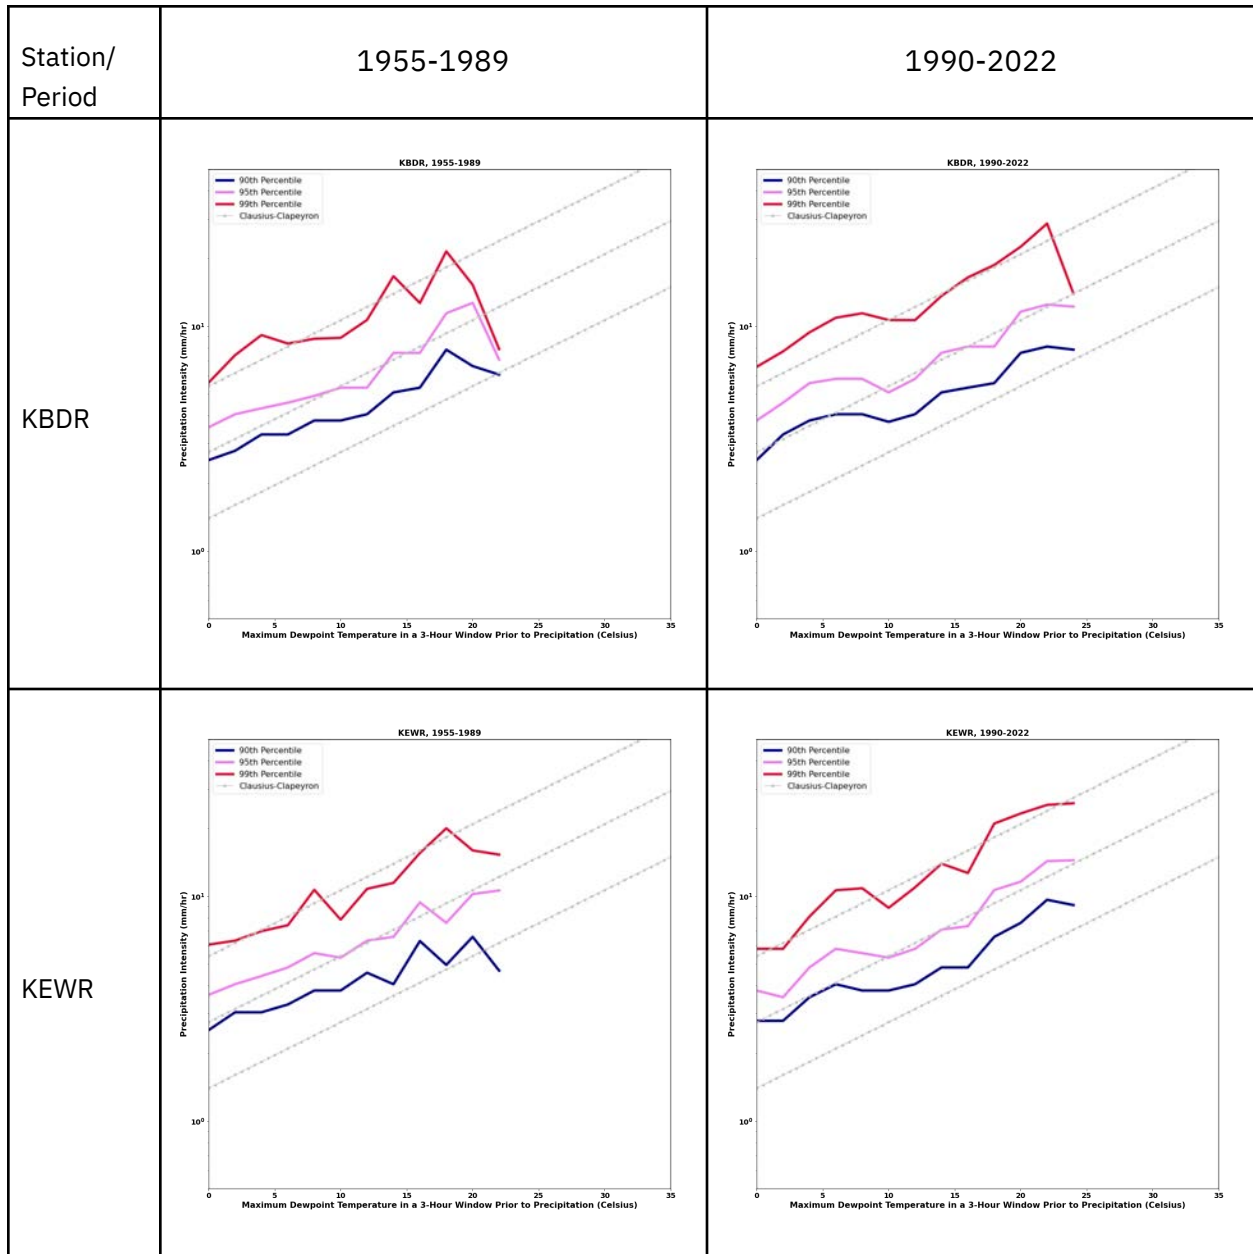 Station/
Period
1955-1989
1990-2022
KBDR
KBDR, 1955-1989
90th Percentile
95th Percentile
99th Percentile
Clausius-Clapeyron
Precipitation Intensity (mm/hr)
10¹
10⁰
0 5 10 15 20 25 30 35
Maximum Dewpoint Temperature in a 3-Hour Window Prior to Precipitation (Celsius)
KBDR, 1990-2022
90th Percentile
95th Percentile
99th Percentile
Clausius-Clapeyron
Precipitation Intensity (mm/hr)
10¹
10⁰
0 5 10 15 20 25 30 35
Maximum Dewpoint Temperature in a 3-Hour Window Prior to Precipitation (Celsius)
KEWR
KEWR, 1955-1989
90th Percentile
95th Percentile
99th Percentile
Clausius-Clapeyron
Precipitation Intensity (mm/hr)
10¹
10⁰
0 5 10 15 20 25 30 35
Maximum Dewpoint Temperature in a 3-Hour Window Prior to Precipitation (Celsius)
KEWR, 1990-2022
90th Percentile
95th Percentile
99th Percentile
Clausius-Clapeyron
Precipitation Intensity (mm/hr)
10¹
10⁰
0 5 10 15 20 25 30 35
Maximum Dewpoint Temperature in a 3-Hour Window Prior to Precipitation (Celsius)